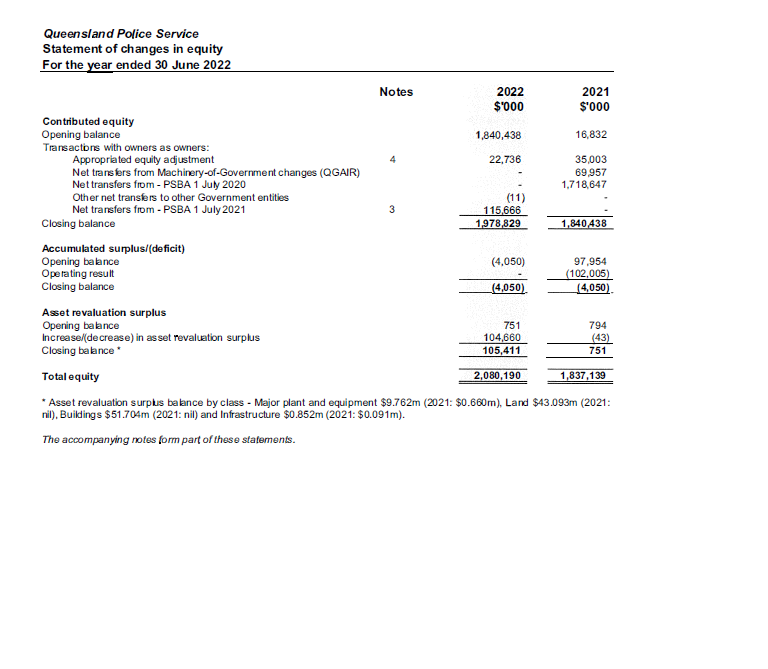 Queensland Police Service
Statement of changes in equity
For the year ended 30 June 2022
Notes 2022 2021
$'000 $'000
Contributed equity
Opening balance 1,840,438 16,832
Transactions with owners as owners:
Appropriated equity adjustment 4 22,736 35,003
Net transfers from Machinery-of-Government changes (QGAIR) - 69,957
Net transfers from - PSBA 1 July 2020 - 1,718,647
Other net transfers to other Government entities (11) -
Net transfers from - PSBA 1 July 2021 3 115,666 -
Closing balance 1,978,829 1,840,438
Accumulated surplus/(deficit)
Opening balance (4,050) 97,954
Operating result - (102,005)
Closing balance (4,050) (4,050)
Asset revaluation surplus
Opening balance 751 794
Increase/(decrease) in asset revaluation surplus 104,660 (43)
Closing balance * 105,411 751
Total equity 2,080,190 1,837,139
* Asset revaluation surplus balance by class - Major plant and equipment $9.762m (2021: $0.660m), Land $43.093m (2021:
nil), Buildings $51.704m (2021: nil) and Infrastructure $0.852m (2021: $0.091m).
The accompanying notes form part of these statements.